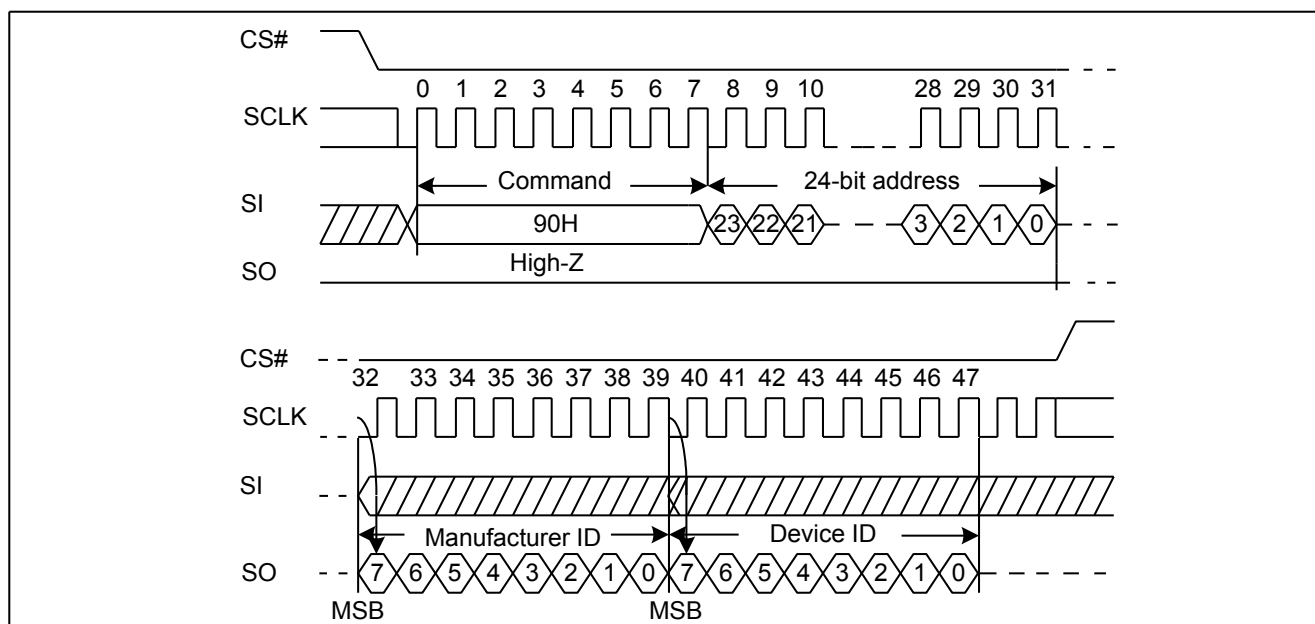 CS#
0 1 2 3 4 5 6 7 8 9 10 28 29 30 31
SCLK
Command 24-bit address
SI
90H 23 22 21 3 2 1 0
High-Z
SO
CS#
32 33 34 35 36 37 38 39 40 41 42 43 44 45 46 47
SCLK
SI
Manufacturer ID Device ID
SO 7 6 5 4 3 2 1 0 7 6 5 4 3 2 1 0
MSB MSB